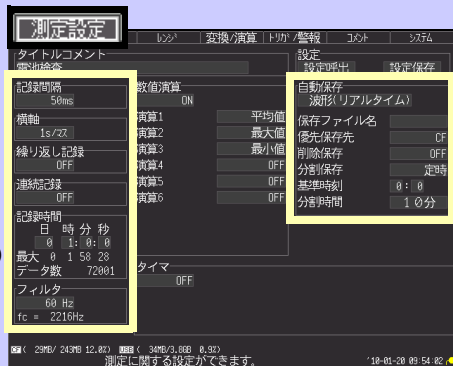 測定設定 ﾚﾝｼﾞ 変換/演算 ﾄﾘｶﾞ/警報 ｺﾒﾝﾄ ｼｽﾃﾑ
タイトルコメント
電池検査
設定
設定呼出 設定保存
記録間隔
50ms
横軸
1s/ﾏｽ
繰り返し記録
OFF
連続記録
OFF
記録時間
日 時 分 秒
0 1: 0: 0
最大 0 1 58 28
データ数 72001
フィルタ
60 Hz
fc = 2216Hz
数値演算
ON
演算1 平均値
演算2 最大値
演算3 最小値
演算4 OFF
演算5 OFF
演算6 OFF
タイマ
OFF
自動保存
波形(リアルタイム)
保存ファイル名
優先保存先 CF
削除保存 OFF
分割保存 定時
基準時刻 0: 0
分割時間 10分
CF ( 29MB/ 243MB 12.0%) USB ( 34MB/3.8GB 0.9%)
測定に関する設定ができます。 '10-01-20 09:54:02